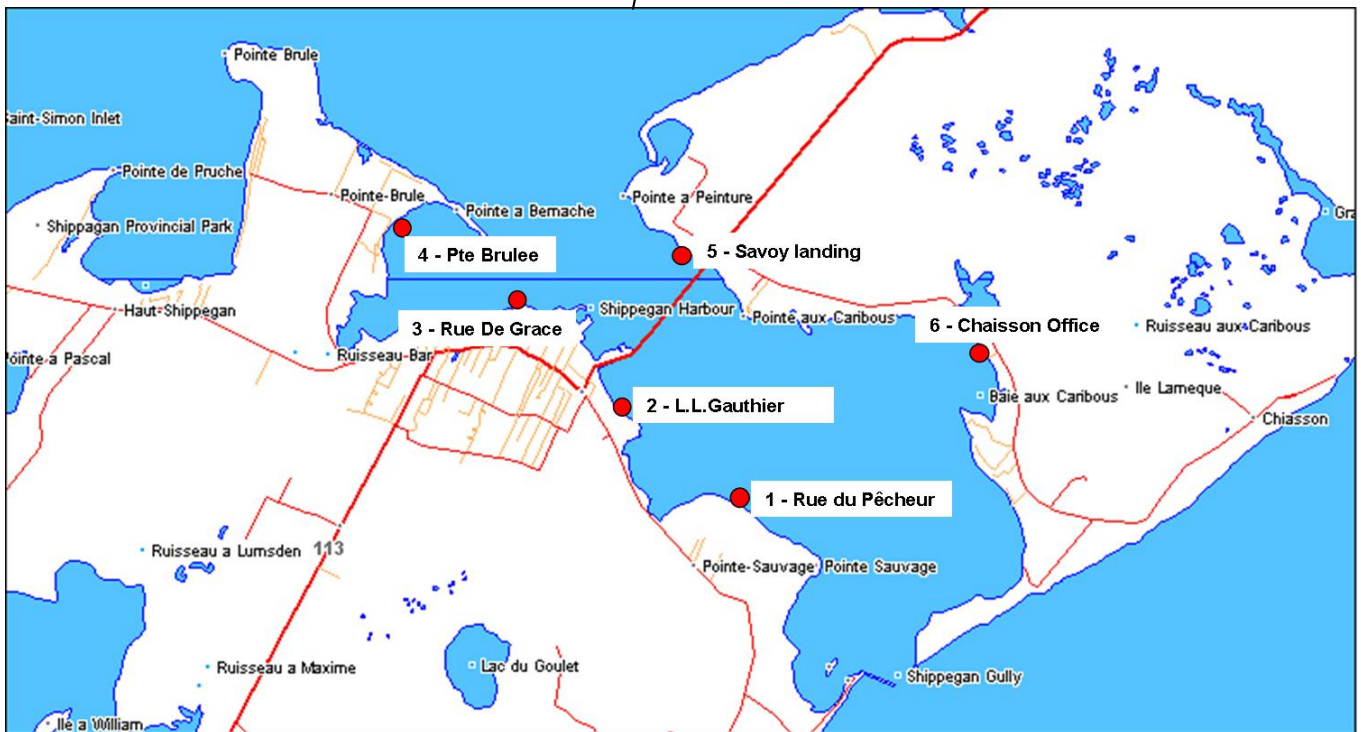 Pointe Brule
Saint-Simon Inlet
Pointe de Pruche
Pointe-Brule
Pointe a Peinture
Pointe a Bernache
Shippagan Provincial Park
4 - Pte Brulee
5 - Savoy landing
Haut-Shippegan
Shippegan Harbour
Pointe aux Caribous
3 - Rue De Grace
6 - Chaisson Office
Ruisseau aux Caribous
Pointe a Pascal
Ruisseau-Bar
Ile Lameque
Baie aux Caribous
2 - L.L.Gauthier
Chiasson
1 - Rue du Pêcheur
Ruisseau a Lumsden
113
Pointe-Sauvage
Pointe Sauvage
Ruisseau a Maxime
Lac du Goulet
Shippegan Gully
Ile a William